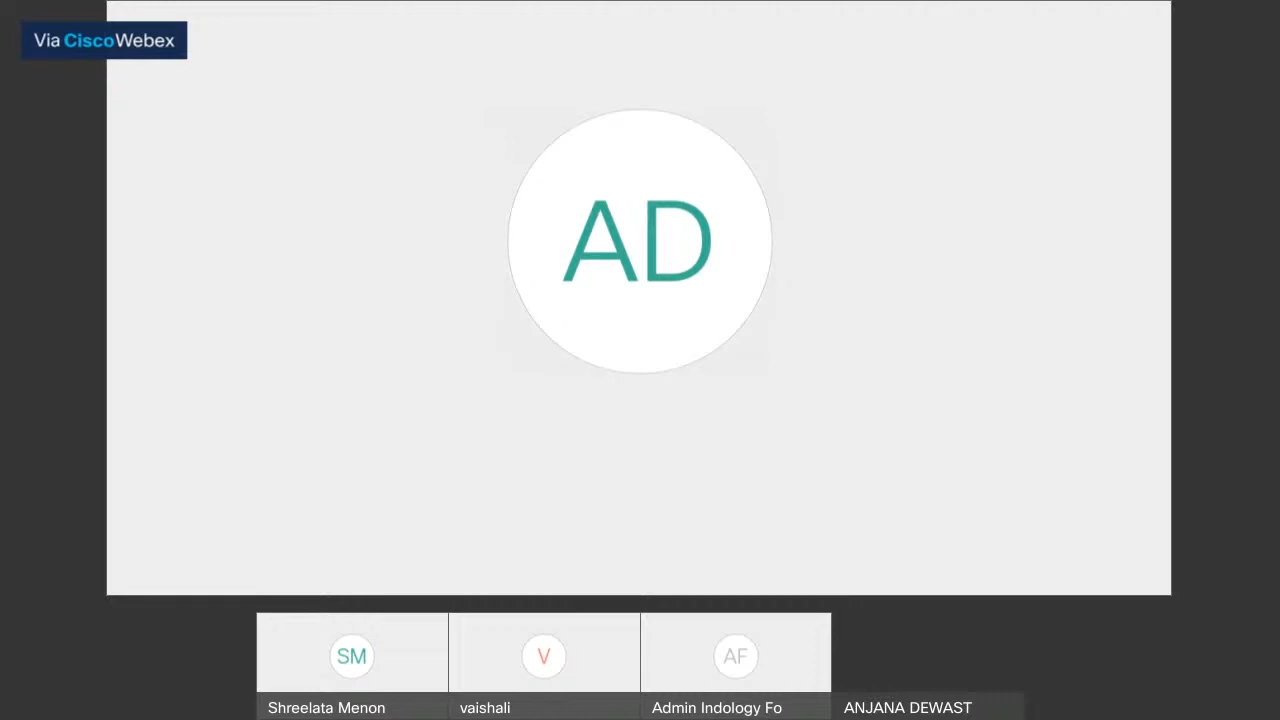 Via CiscoWebex
AD
SM
V
AF
Shreelata Menon
vaishali
Admin Indology Fo
ANJANA DEWAST